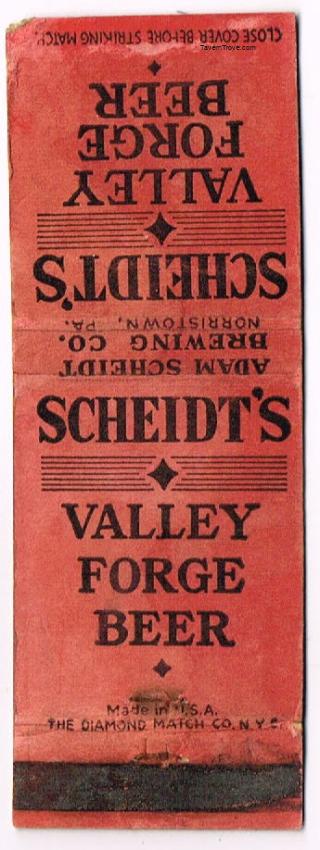 CLOSE COVER BEFORE STRIKING MATCH
TavernTrove.com
SCHEIDT'S
VALLEY
FORGE
BEER
ADAM SCHEIDT
BREWING CO.
NORRISTOWN, PA.
SCHEIDT'S
VALLEY
FORGE
BEER
Made in U.S.A.
THE DIAMOND MATCH CO. N.Y.C.